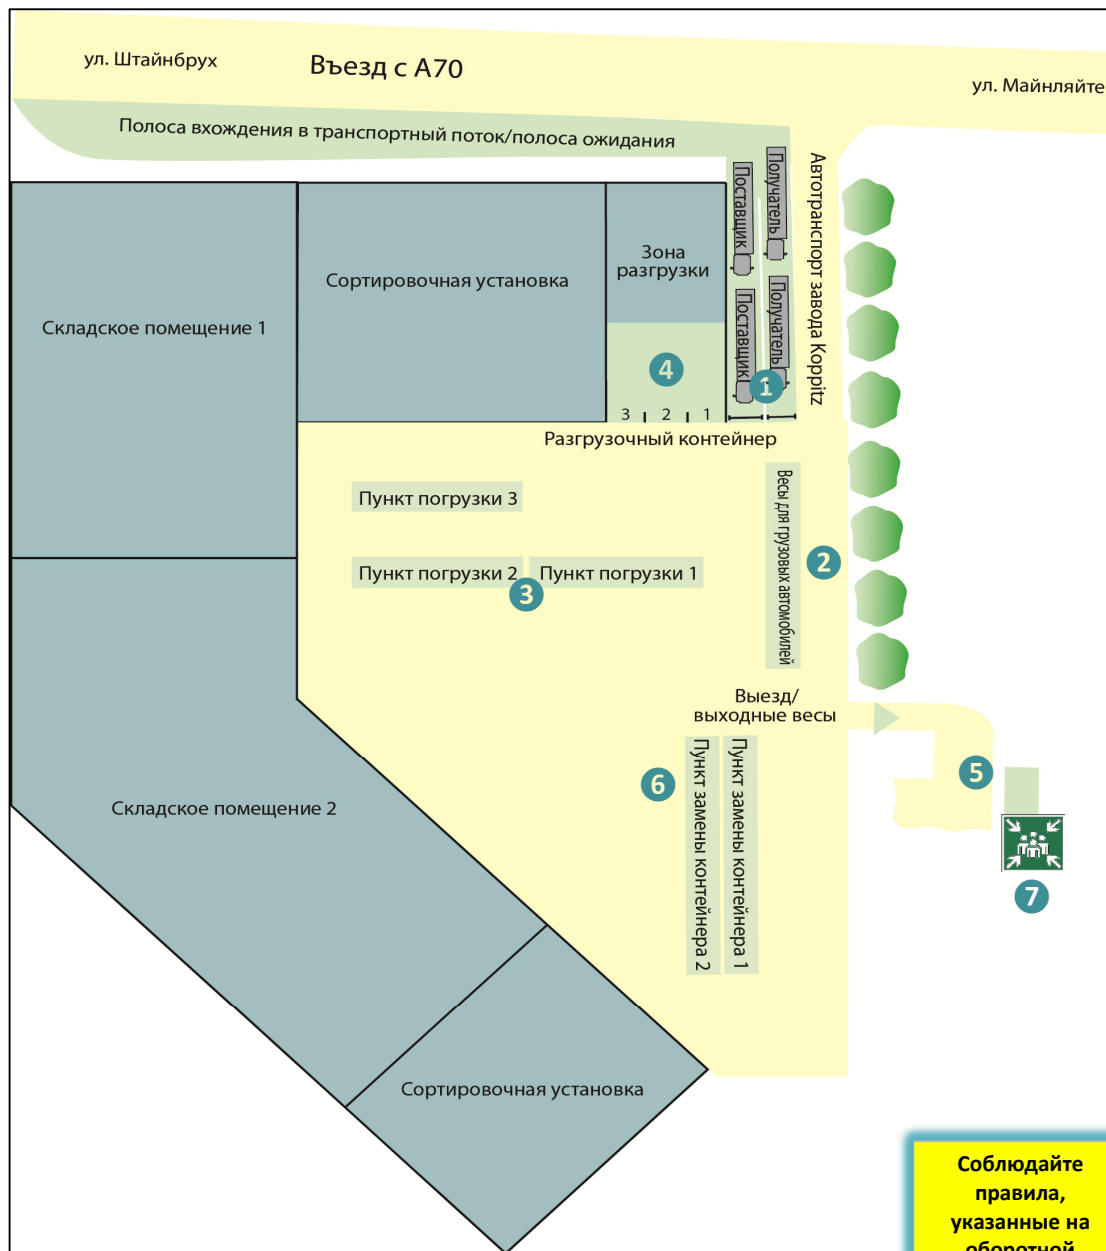 ул. Штайнбрух
Въезд с А70
ул. Майнляйте
Полоса вхождения в транспортный поток/полоса ожидания
Поставщик
Получатель
Поставщик
Получатель
Автотранспорт завода Koppitz
Складское помещение 1
Сортировочная установка
Зона
разгрузки
4
1
3 2 1
Разгрузочный контейнер
Пункт погрузки 3
Пункт погрузки 2
Пункт погрузки 1
3
Весы для грузовых автомобилей
2
Выезд/
выходные весы
5
6
Пункт замены контейнера 2
Пункт замены контейнера 1
7
Складское помещение 2
Сортировочная установка
Соблюдайте
правила,
указанные на
оборотной